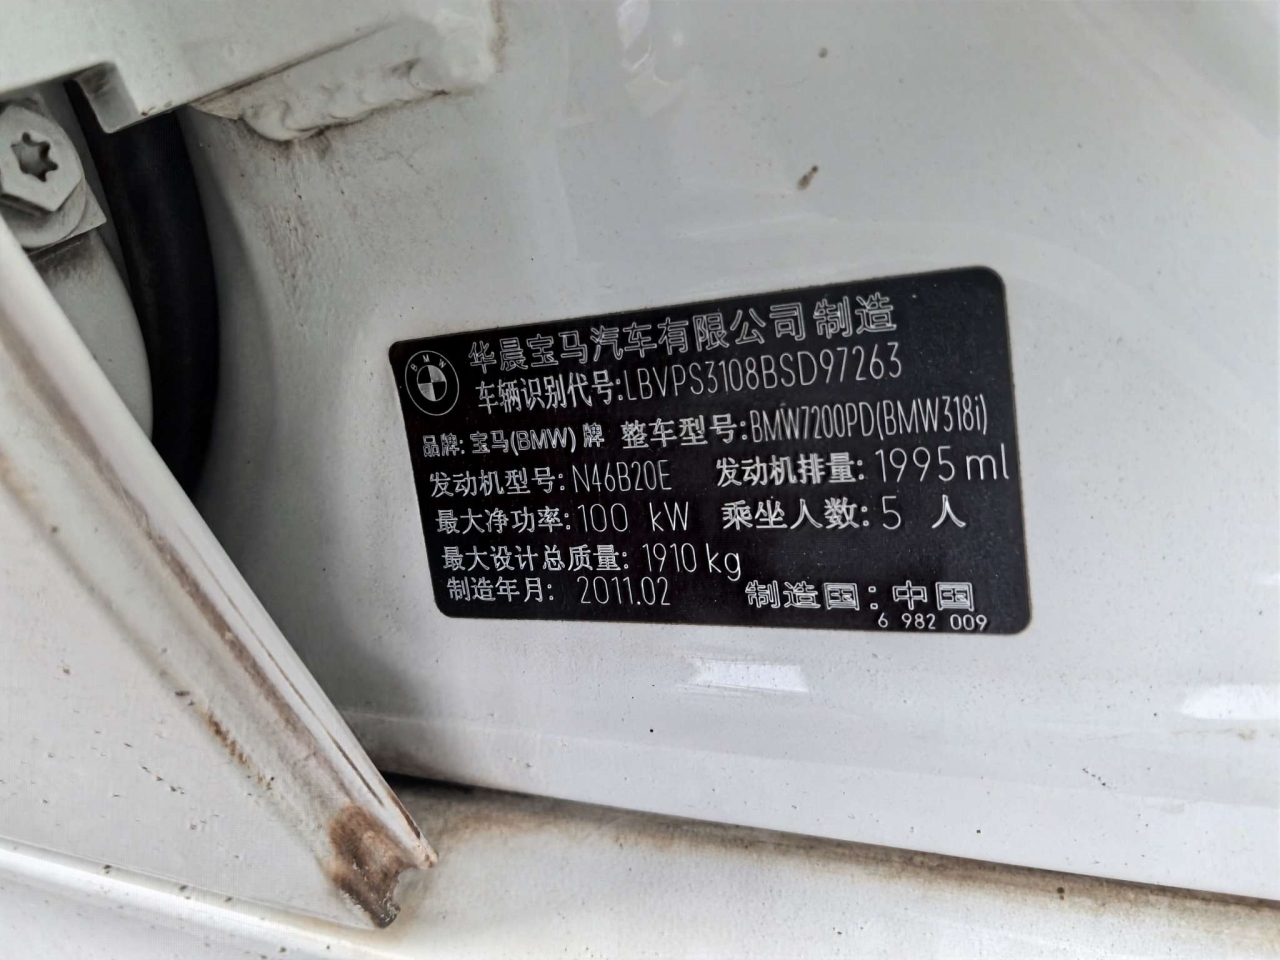 BMW
华晨宝马汽车有限公司制造
车辆识别代号:LBVPS3108BSD97263
品牌: 宝马(BMW) 牌 整车型号:BMW7200PD(BMW318i)
发动机型号: N46B20E 发动机排量: 1995 ml
最大净功率: 100 kW 乘坐人数: 5 人
最大设计总质量: 1910 kg
制造年月: 2011.02 制造国: 中国
6 982 009